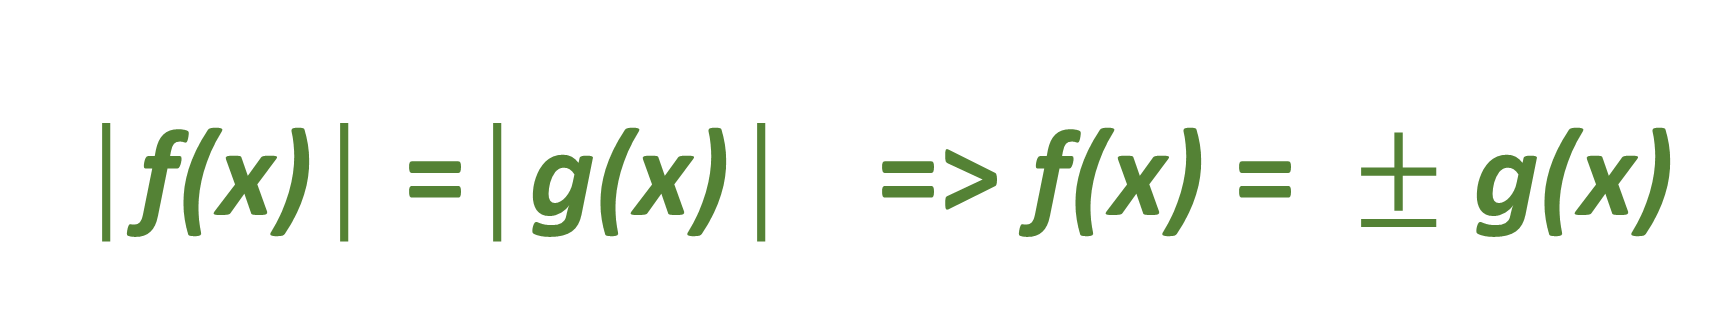 |f(x)| =|g(x)| => f(x) = ± g(x)